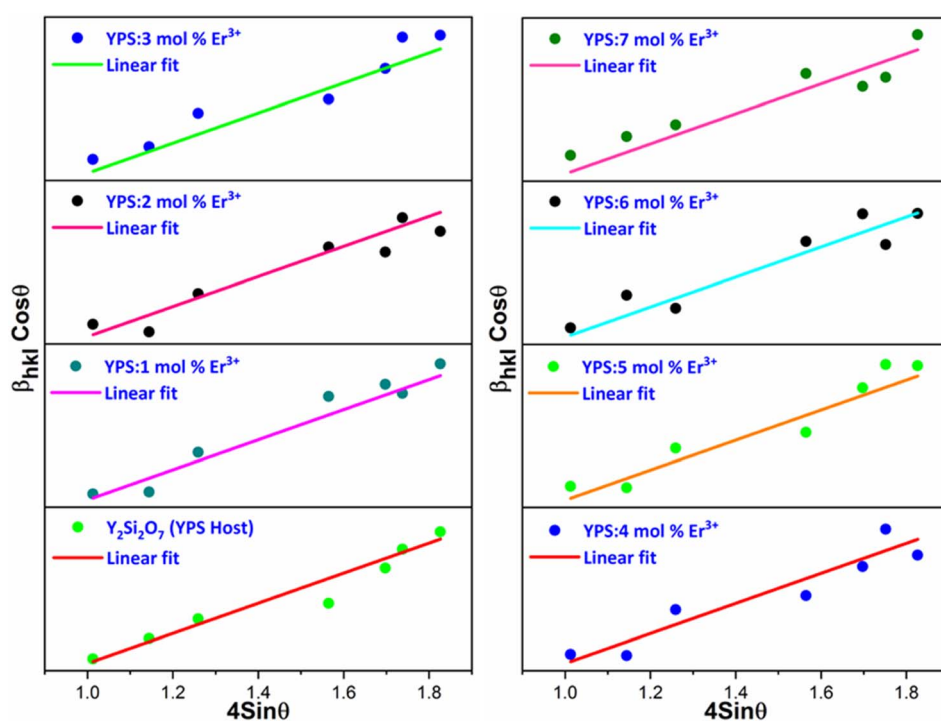 YPS:3 mol % Er³⁺
Linear fit
YPS:2 mol % Er³⁺
Linear fit
YPS:1 mol % Er³⁺
Linear fit
Y₂Si₂O₇ (YPS Host)
Linear fit
βhkl Cosθ
1.0 1.2 1.4 1.6 1.8
4Sinθ
YPS:7 mol % Er³⁺
Linear fit
YPS:6 mol % Er³⁺
Linear fit
YPS:5 mol % Er³⁺
Linear fit
YPS:4 mol % Er³⁺
Linear fit
βhkl Cosθ
1.0 1.2 1.4 1.6 1.8
4Sinθ